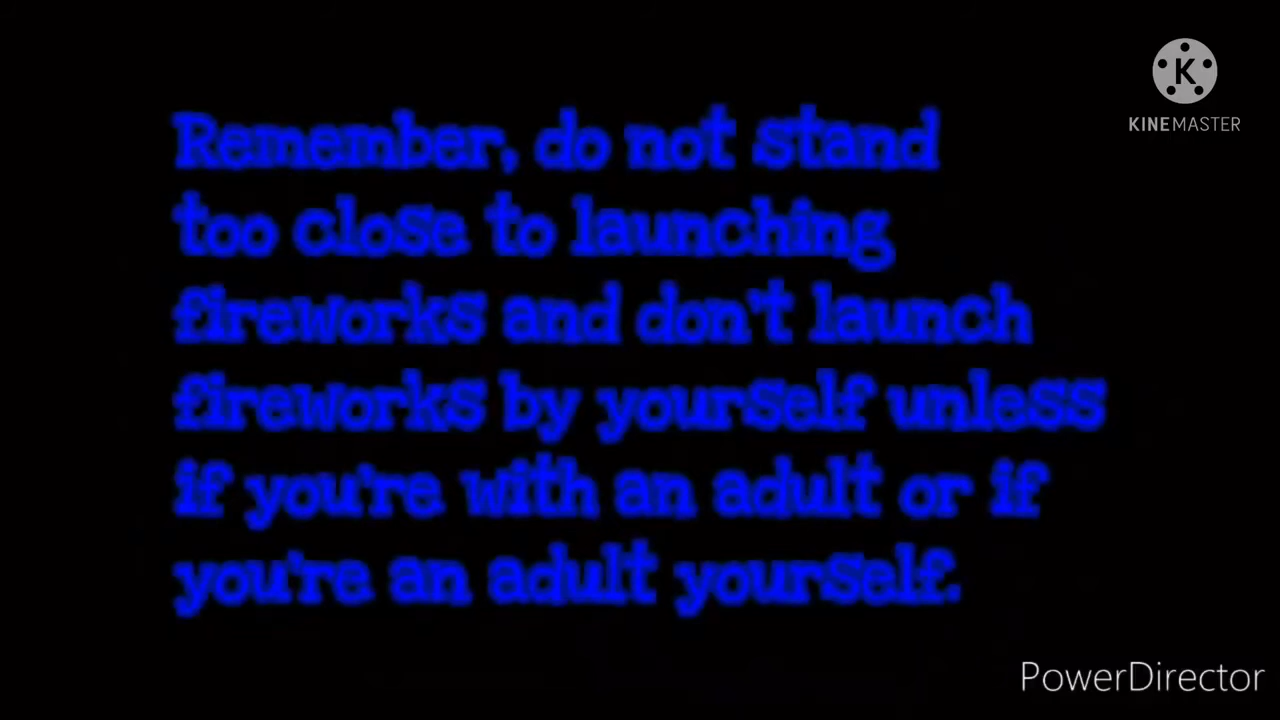 K
KINEMASTER
Remember, do not stand
too close to launching
fireworks and don't launch
fireworks by yourself unless
if you're with an adult or if
you're an adult yourself.
PowerDirector